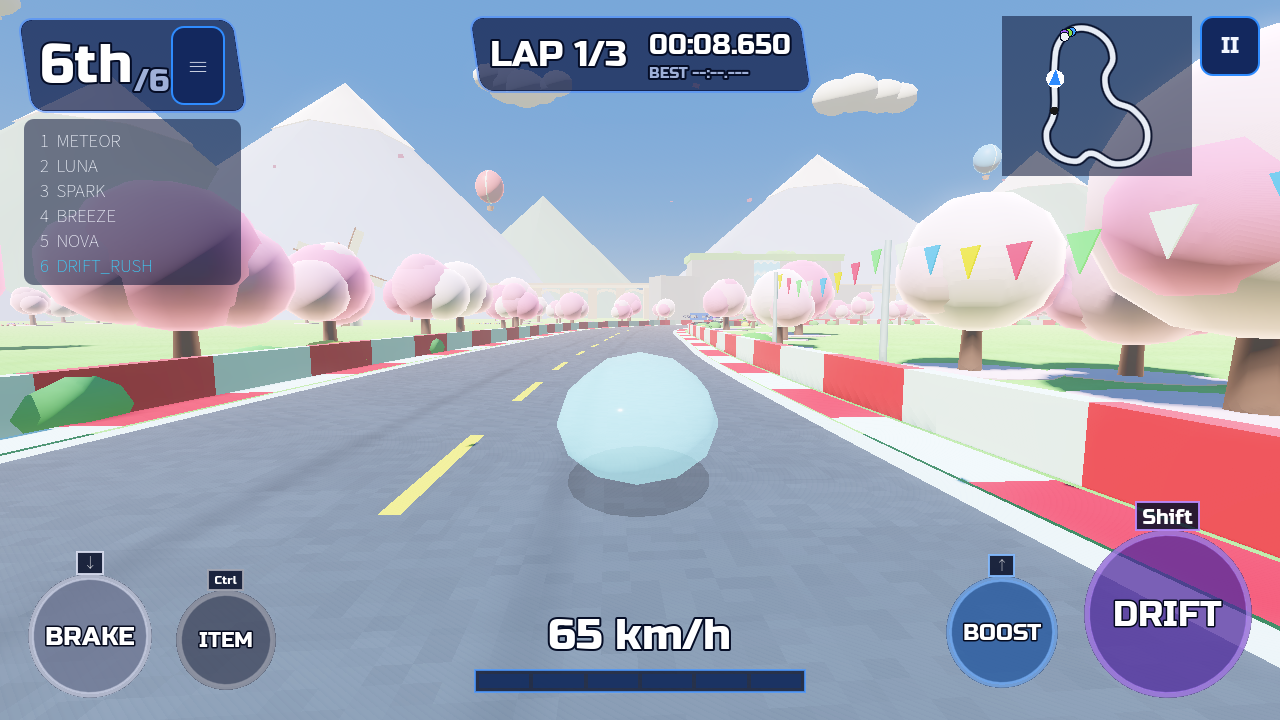 6th/6
LAP 1/3
00:08.650
BEST --:--.---
II
1 METEOR
2 LUNA
3 SPARK
4 BREEZE
5 NOVA
6 DRIFT_RUSH
↓
BRAKE
Ctrl
ITEM
65 km/h
↑
BOOST
Shift
DRIFT